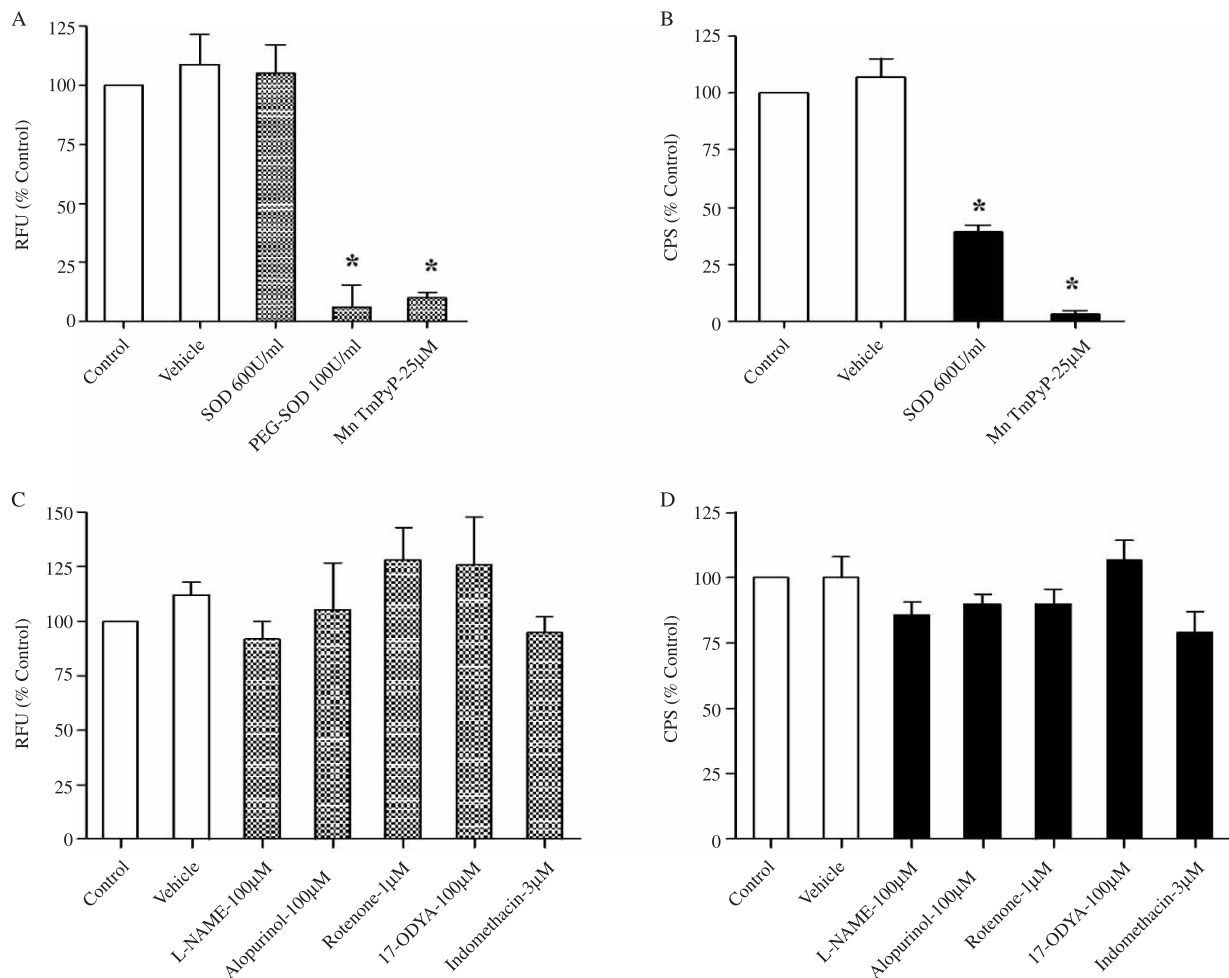 A
RFU (% Control)
125
100
75
50
25
0
Control
Vehicle
SOD 600U/ml
PEG-SOD 100U/ml
Mn TmPyP-25µM
*
*
B
CPS (% Control)
125
100
75
50
25
0
Control
Vehicle
SOD 600U/ml
Mn TmPyP-25µM
*
*
C
RFU (% Control)
150
125
100
75
50
25
0
Control
Vehicle
L-NAME-100µM
Alopurinol-100µM
Rotenone-1µM
17-ODYA-100µM
Indomethacin-3µM
D
CPS (% Control)
125
100
75
50
25
0
Control
Vehicle
L-NAME-100µM
Alopurinol-100µM
Rotenone-1µM
17-ODYA-100µM
Indomethacin-3µM